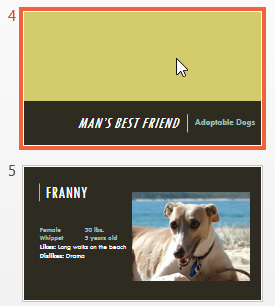 4
MAN'S BEST FRIEND | Adoptable Dogs
5
FRANNY
Female 30 lbs.
Whippet 5 years old
Likes: Long walks on the beach
Dislikes: Drama